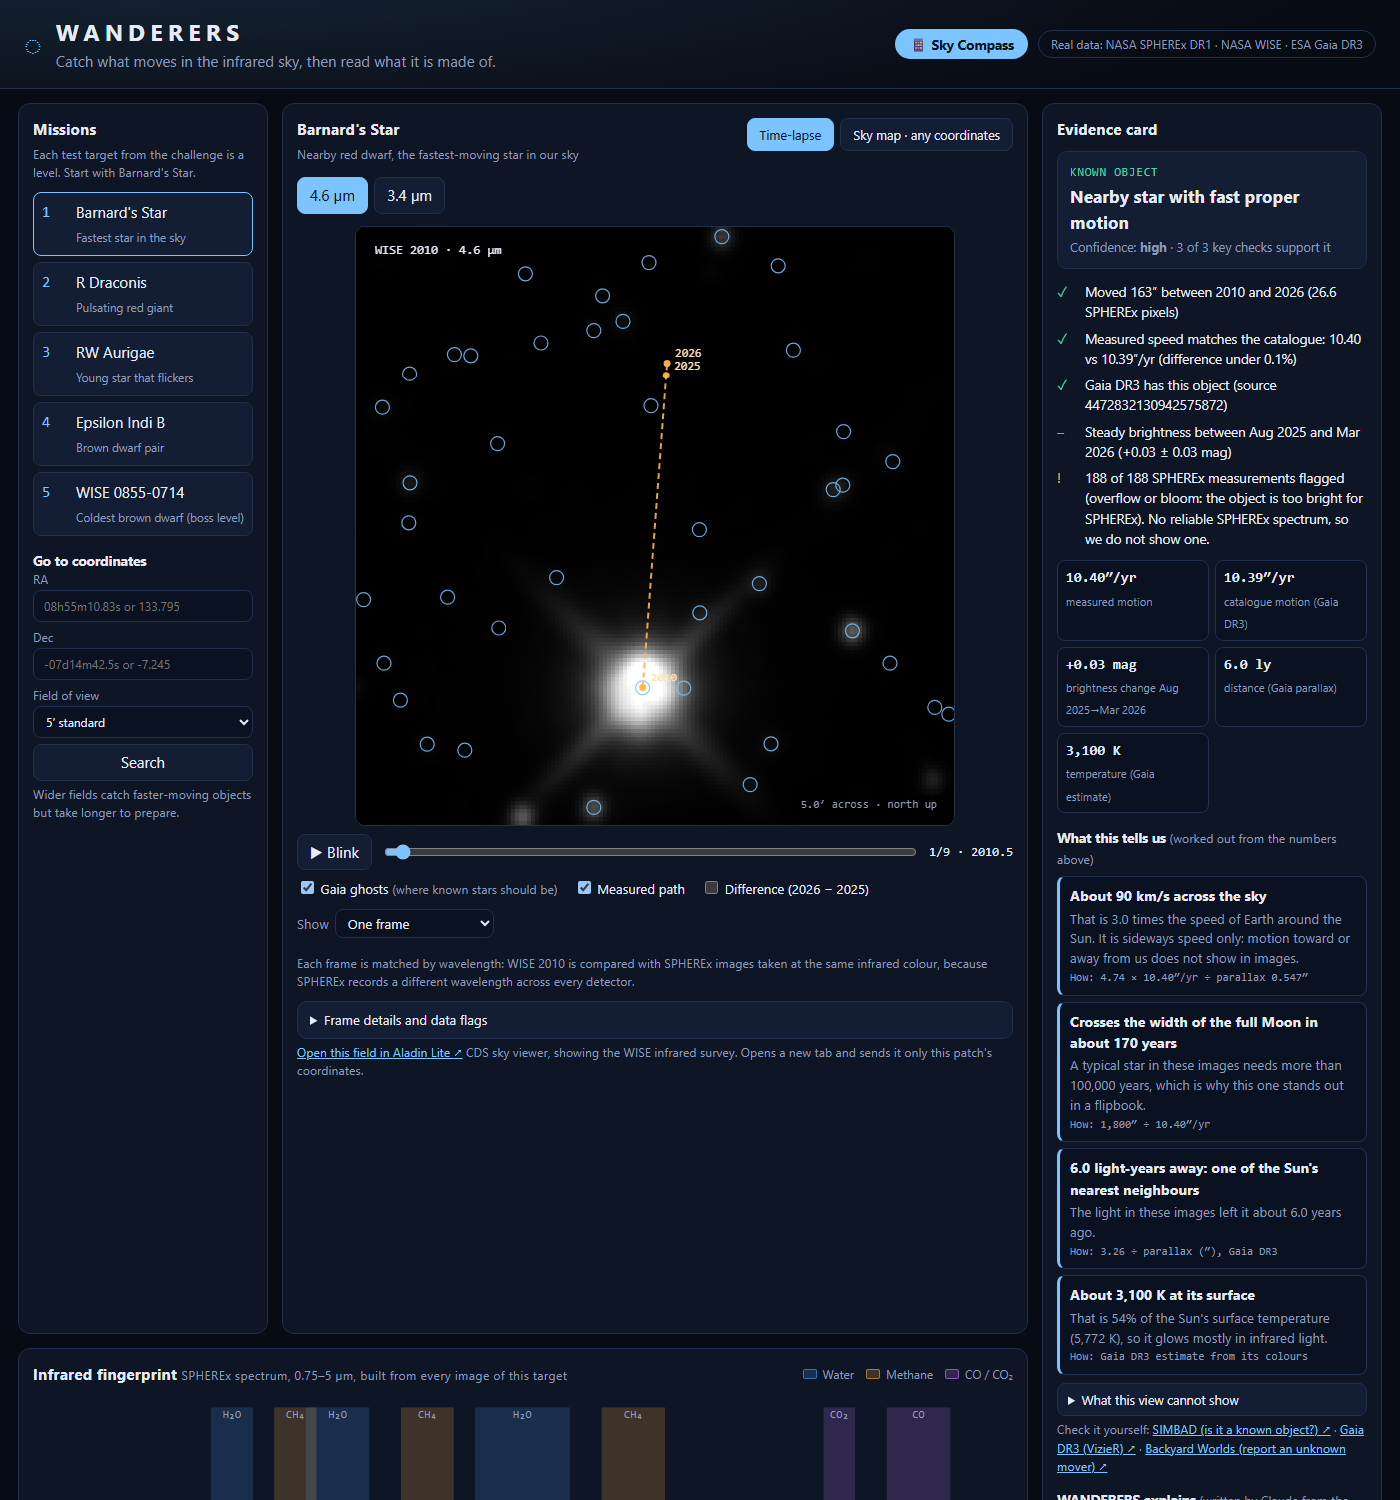 WANDERERS
Catch what moves in the infrared sky, then read what it is made of.
Sky Compass
Real data: NASA SPHEREx DR1 · NASA WISE · ESA Gaia DR3
Missions
Each test target from the challenge is a
level. Start with Barnard's Star.
1 Barnard's Star
Fastest star in the sky
2 R Draconis
Pulsating red giant
3 RW Aurigae
Young star that flickers
4 Epsilon Indi B
Brown dwarf pair
5 WISE 0855-0714
Coldest brown dwarf (boss level)
Go to coordinates
RA
08h55m10.83s or 133.795
Dec
-07d14m42.5s or -7.245
Field of view
5′ standard
Search
Wider fields catch faster-moving objects
but take longer to prepare.
Barnard's Star
Nearby red dwarf, the fastest-moving star in our sky
Time-lapse
Sky map · any coordinates
4.6 µm
3.4 µm
WISE 2010 · 4.6 µm
2026
2025
2010
5.0′ across · north up
▶ Blink
1/9 · 2010.5
Gaia ghosts (where known stars should be)
Measured path
Difference (2026 − 2025)
Show One frame
Each frame is matched by wavelength: WISE 2010 is compared with SPHEREx images taken at the same infrared colour, because
SPHEREx records a different wavelength across every detector.
▶ Frame details and data flags
Open this field in Aladin Lite ↗ CDS sky viewer, showing the WISE infrared survey. Opens a new tab and sends it only this patch's
coordinates.
Evidence card
KNOWN OBJECT
Nearby star with fast proper
motion
Confidence: high · 3 of 3 key checks support it
✓ Moved 163″ between 2010 and 2026 (26.6
SPHEREx pixels)
✓ Measured speed matches the catalogue: 10.40
vs 10.39″/yr (difference under 0.1%)
✓ Gaia DR3 has this object (source
4472832130942575872)
– Steady brightness between Aug 2025 and Mar
2026 (+0.03 ± 0.03 mag)
! 188 of 188 SPHEREx measurements flagged
(overflow or bloom: the object is too bright for
SPHEREx). No reliable SPHEREx spectrum, so
we do not show one.
10.40″/yr
measured motion
10.39″/yr
catalogue motion (Gaia
DR3)
+0.03 mag
brightness change Aug
2025→Mar 2026
6.0 ly
distance (Gaia parallax)
3,100 K
temperature (Gaia
estimate)
What this tells us (worked out from the numbers
above)
About 90 km/s across the sky
That is 3.0 times the speed of Earth around the
Sun. It is sideways speed only: motion toward or
away from us does not show in images.
How: 4.74 × 10.40″/yr ÷ parallax 0.547″
Crosses the width of the full Moon in
about 170 years
A typical star in these images needs more than
100,000 years, which is why this one stands out
in a flipbook.
How: 1,800″ ÷ 10.40″/yr
6.0 light-years away: one of the Sun's
nearest neighbours
The light in these images left it about 6.0 years
ago.
How: 3.26 ÷ parallax (″), Gaia DR3
About 3,100 K at its surface
That is 54% of the Sun's surface temperature
(5,772 K), so it glows mostly in infrared light.
How: Gaia DR3 estimate from its colours
▶ What this view cannot show
Check it yourself: SIMBAD (is it a known object?) ↗ · Gaia
DR3 (VizieR) ↗ · Backyard Worlds (report an unknown
mover) ↗
WANDERERS explains (written by Claude from the
Infrared fingerprint SPHEREx spectrum, 0.75–5 µm, built from every image of this target
Water
Methane
CO / CO₂
H₂O
CH₄
H₂O
CH₄
H₂O
CH₄
CO₂
CO